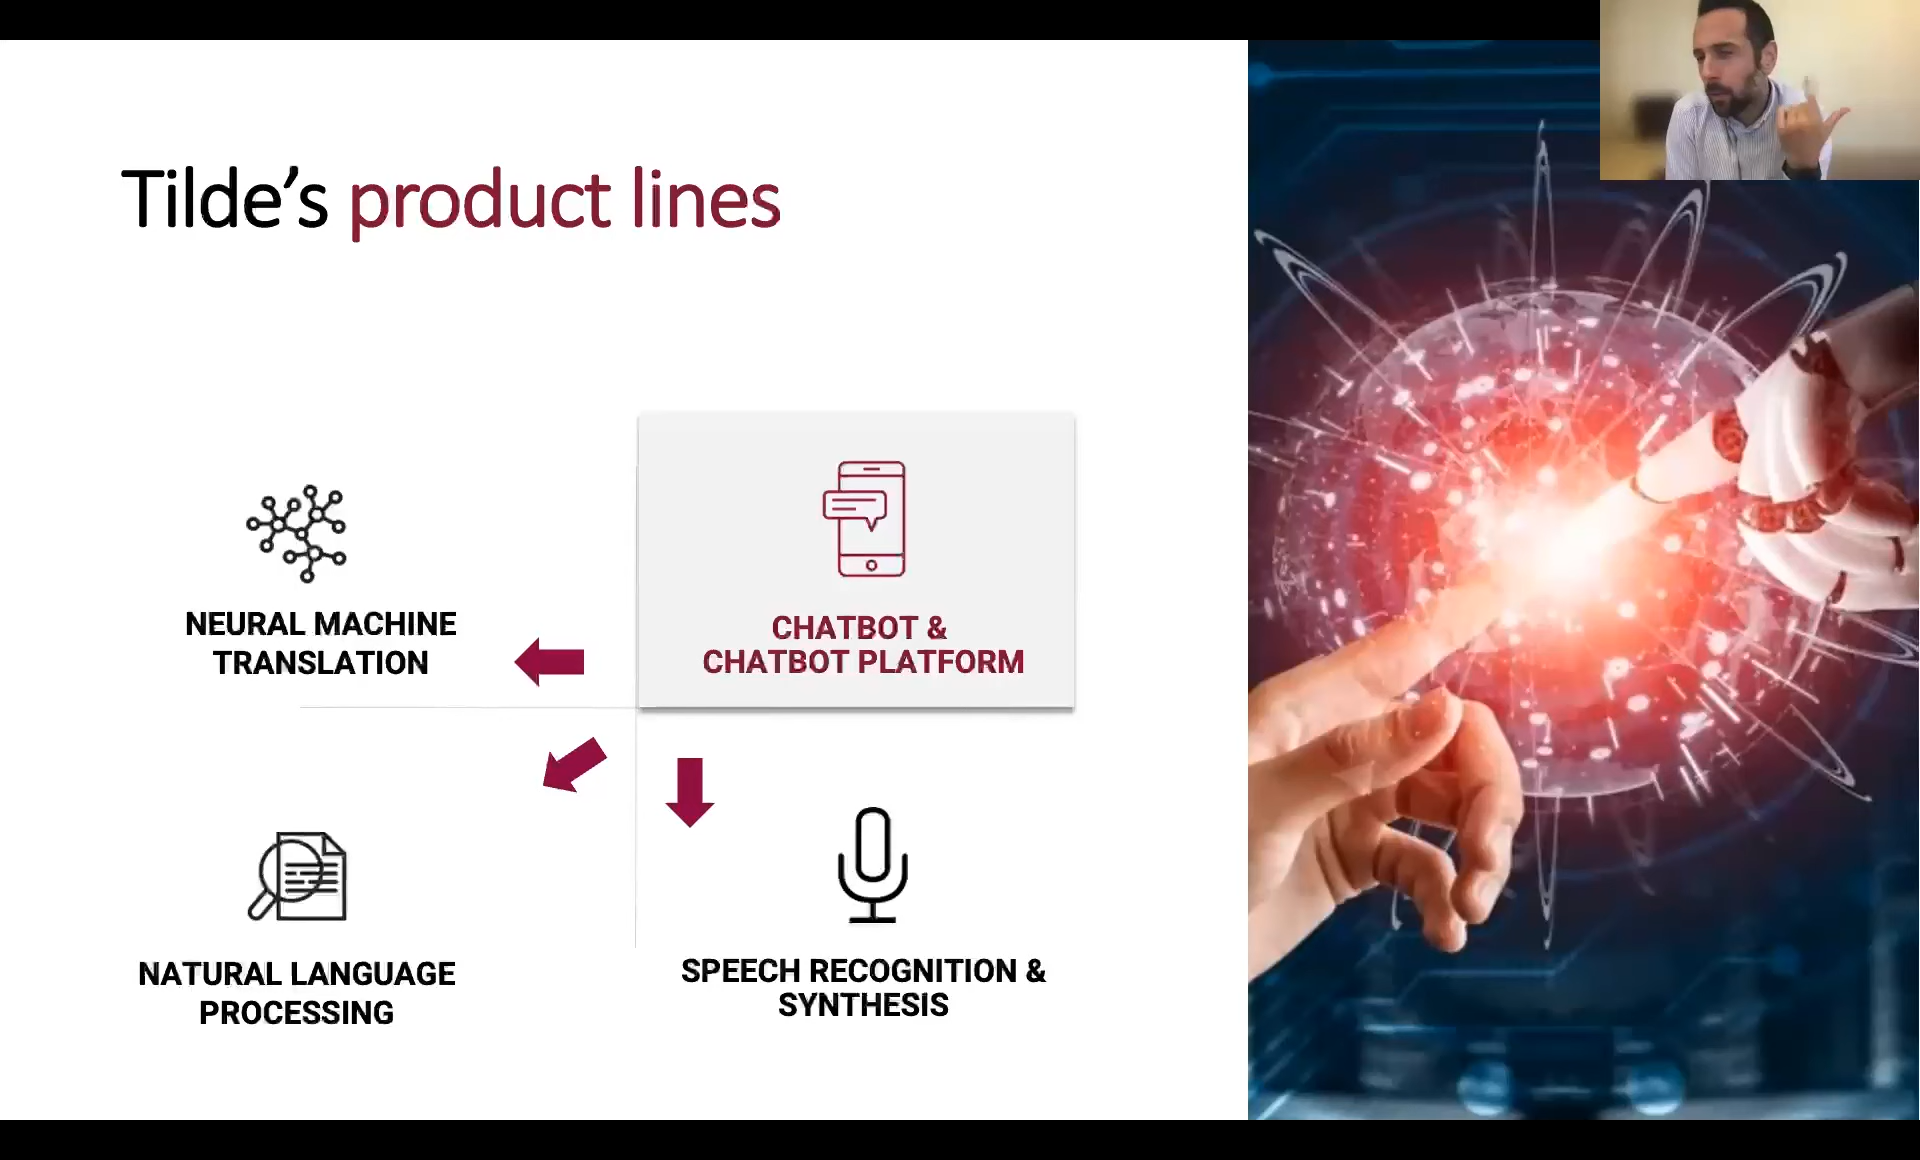 Tilde’s product lines
NEURAL MACHINE
TRANSLATION
CHATBOT &
CHATBOT PLATFORM
NATURAL LANGUAGE
PROCESSING
SPEECH RECOGNITION &
SYNTHESIS